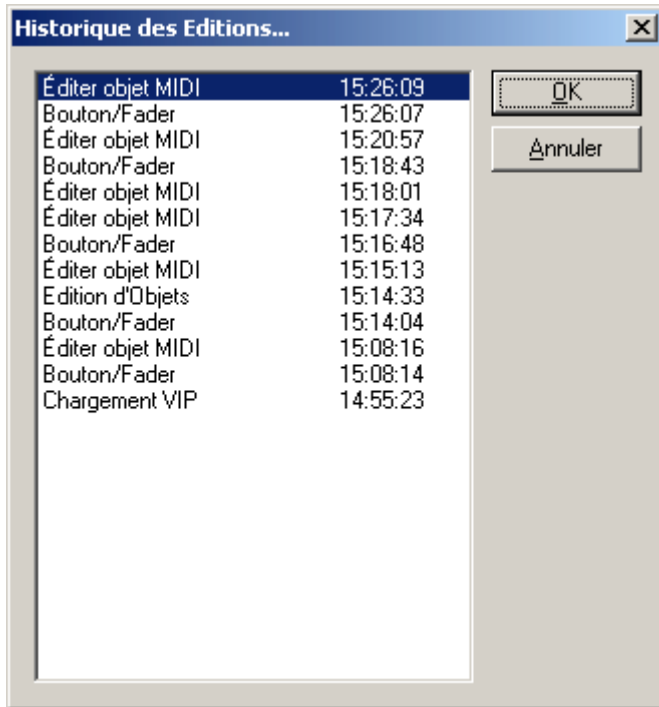 Historique des Editions...
Éditer objet MIDI 15:26:09
Bouton/Fader 15:26:07
Éditer objet MIDI 15:20:57
Bouton/Fader 15:18:43
Éditer objet MIDI 15:18:01
Éditer objet MIDI 15:17:34
Bouton/Fader 15:16:48
Éditer objet MIDI 15:15:13
Edition d'Objets 15:14:33
Bouton/Fader 15:14:04
Éditer objet MIDI 15:08:16
Bouton/Fader 15:08:14
Chargement VIP 14:55:23
OK
Annuler